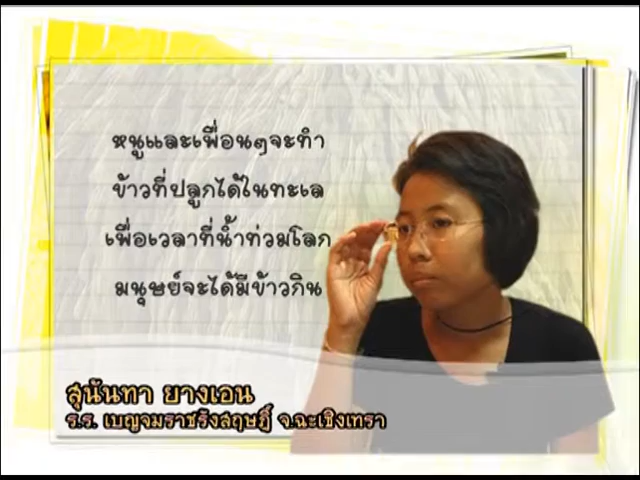 หนูและเพื่อนๆจะทำ
ข้าวที่ปลูกได้ในทะเล
เพื่อเวลาที่น้ำท่วมโลก
มนุษย์จะได้มีข้าวกิน
สุนันทา ยางเอน
ร.ร. เบญจมราชรังสฤษฎิ์ จ.ฉะเชิงเทรา